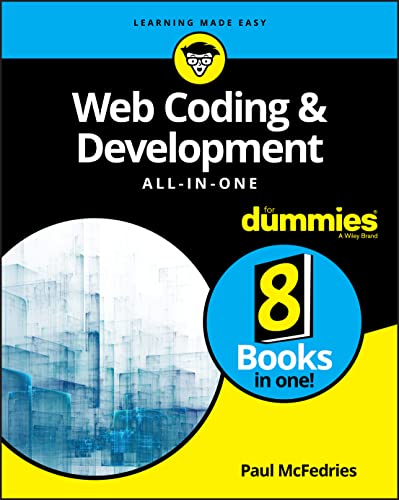 LEARNING MADE EASY
Web Coding &
Development
ALL-IN-ONE
for
dummies®
A Wiley Brand
8
Books
in one!
Paul McFedries